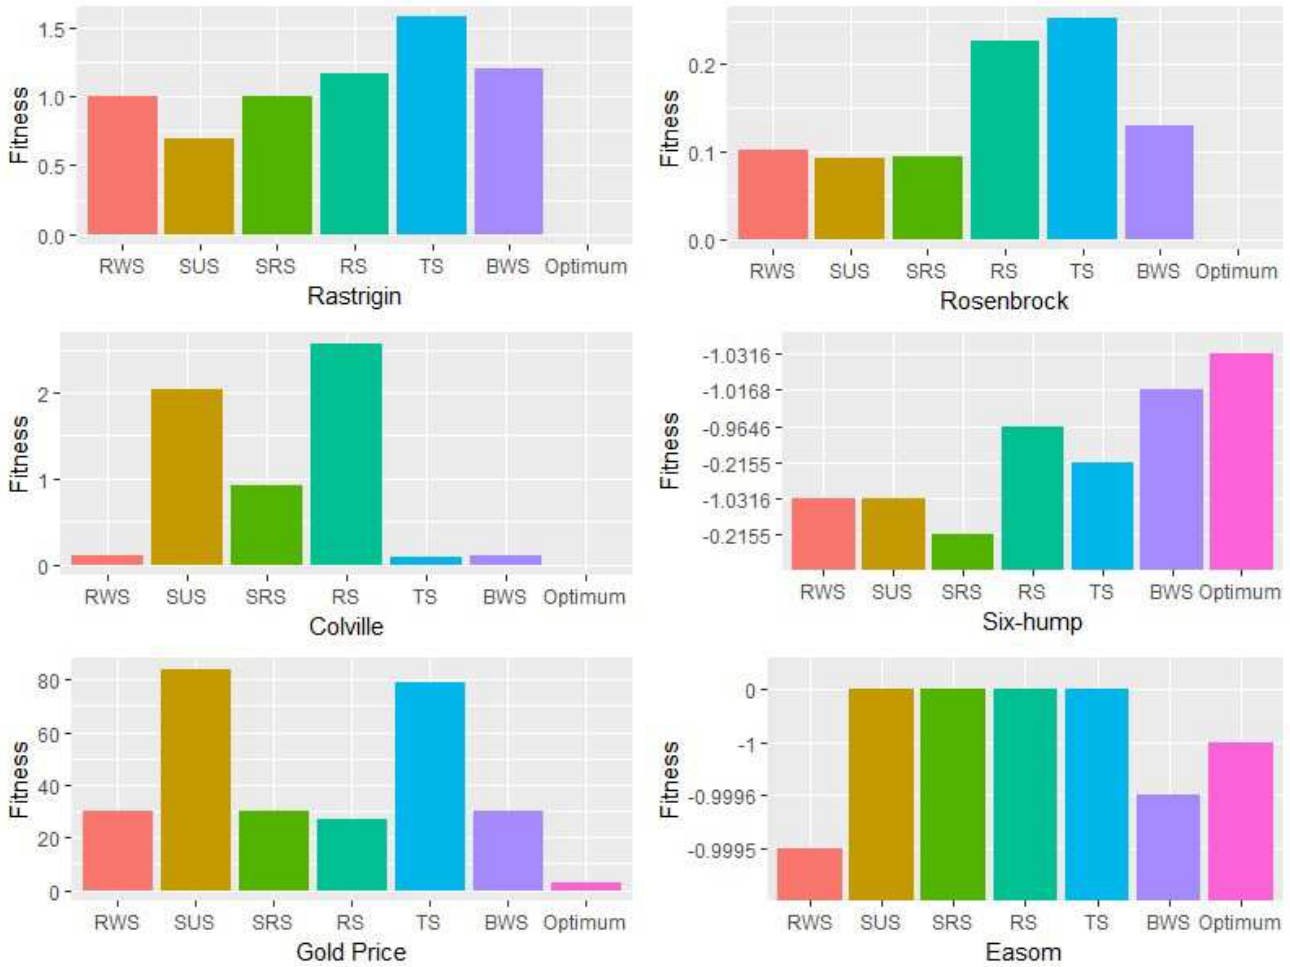 Fitness
1.5
1.0
0.5
0.0
RWS SUS SRS RS TS BWS Optimum
Rastrigin
Fitness
0.2
0.1
0.0
RWS SUS SRS RS TS BWS Optimum
Rosenbrock
Fitness
2
1
0
RWS SUS SRS RS TS BWS Optimum
Colville
Fitness
-1.0316
-1.0168
-0.9646
-0.2155
-1.0316
-0.2155
RWS SUS SRS RS TS BWS Optimum
Six-hump
Fitness
80
60
40
20
0
RWS SUS SRS RS TS BWS Optimum
Gold Price
Fitness
0
-1
-0.9996
-0.9995
RWS SUS SRS RS TS BWS Optimum
Easom